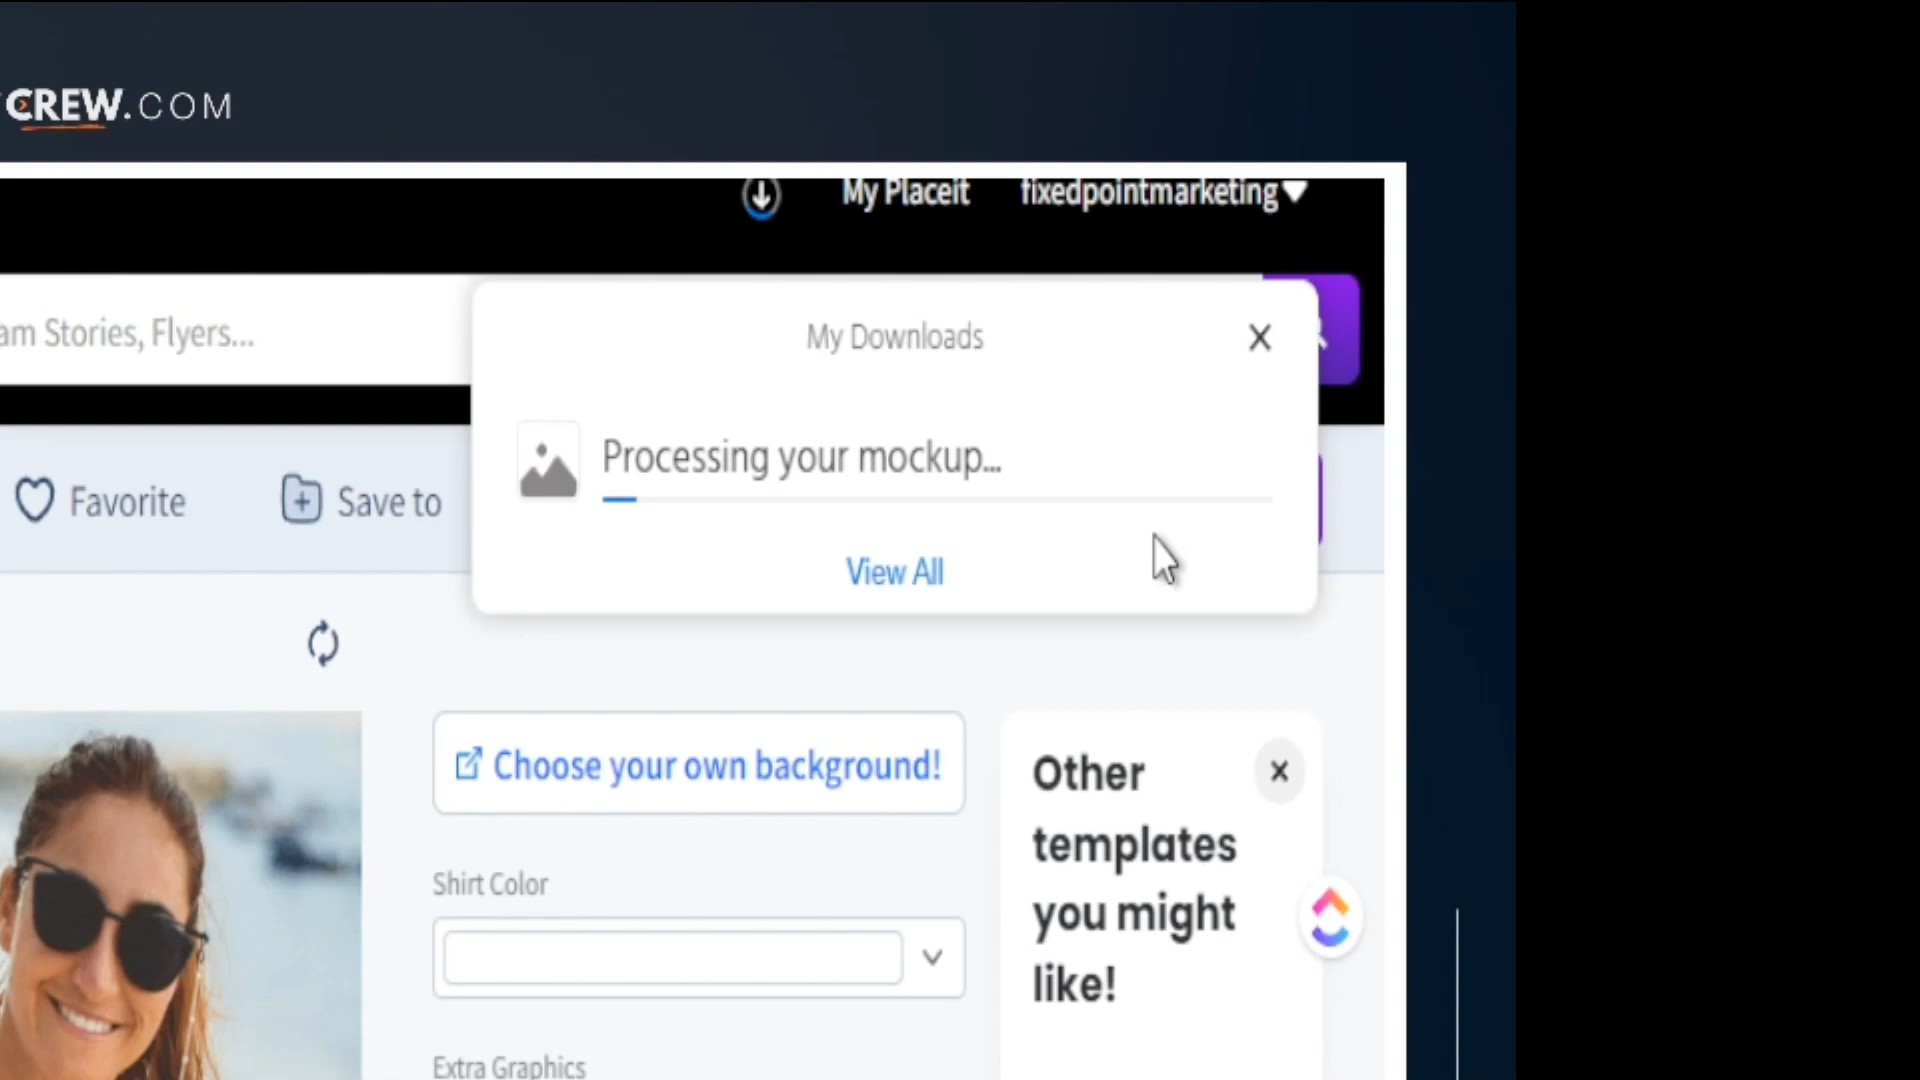 CREW.COM
My Placeit fixedpointmarketing
am Stories, Flyers...
My Downloads
Processing your mockup...
Favorite
Save to
View All
Choose your own background!
Other
templates
you might
like!
Shirt Color
Extra Graphics